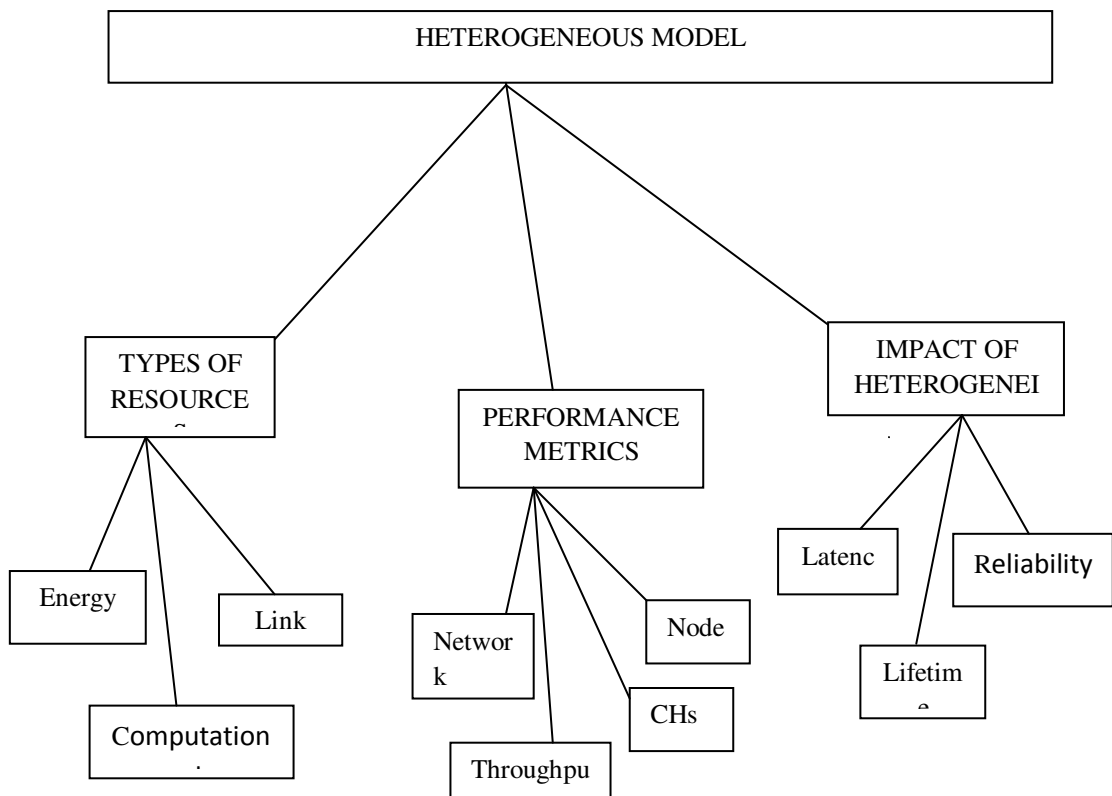 HETEROGENEOUS MODEL
TYPES OF
RESOURCE
IMPACT OF
HETEROGENEI
PERFORMANCE
METRICS
Energy
Link
Computation
Networ
k
Throughpu
CHs
Node
Latenc
Lifetim
Reliability